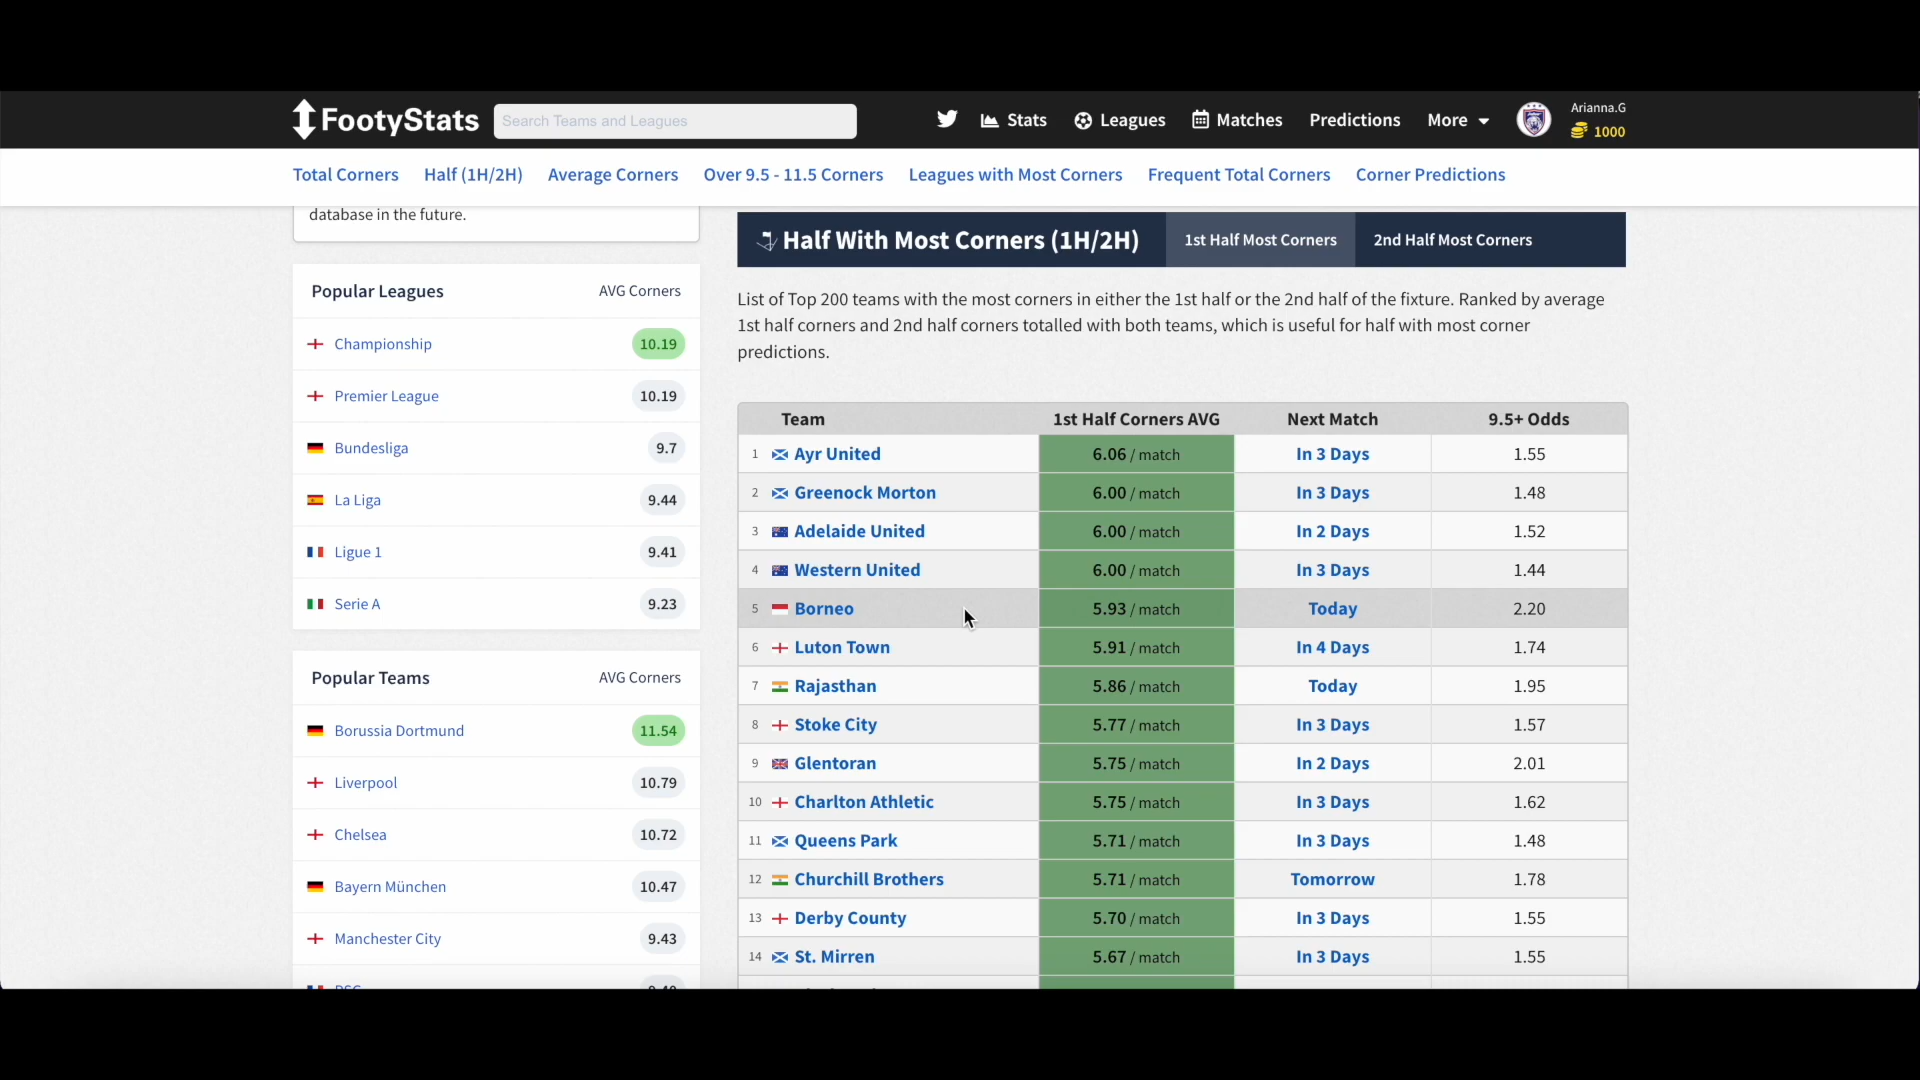 FootyStats
Search Teams and Leagues
Stats
Leagues
Matches
Predictions
More
Arianna.G
1000
Total Corners
Half (1H/2H)
Average Corners
Over 9.5 - 11.5 Corners
Leagues with Most Corners
Frequent Total Corners
Corner Predictions
database in the future.
Popular Leagues AVG Corners
Championship 10.19
Premier League 10.19
Bundesliga 9.7
La Liga 9.44
Ligue 1 9.41
Serie A 9.23
Popular Teams AVG Corners
Borussia Dortmund 11.54
Liverpool 10.79
Chelsea 10.72
Bayern München 10.47
Manchester City 9.43
Half With Most Corners (1H/2H)
1st Half Most Corners
2nd Half Most Corners
List of Top 200 teams with the most corners in either the 1st half or the 2nd half of the fixture. Ranked by average
1st half corners and 2nd half corners totalled with both teams, which is useful for half with most corner
predictions.
Team 1st Half Corners AVG Next Match 9.5+ Odds
1 Ayr United 6.06 / match In 3 Days 1.55
2 Greenock Morton 6.00 / match In 3 Days 1.48
3 Adelaide United 6.00 / match In 2 Days 1.52
4 Western United 6.00 / match In 3 Days 1.44
5 Borneo 5.93 / match Today 2.20
6 Luton Town 5.91 / match In 4 Days 1.74
7 Rajasthan 5.86 / match Today 1.95
8 Stoke City 5.77 / match In 3 Days 1.57
9 Glentoran 5.75 / match In 2 Days 2.01
10 Charlton Athletic 5.75 / match In 3 Days 1.62
11 Queens Park 5.71 / match In 3 Days 1.48
12 Churchill Brothers 5.71 / match Tomorrow 1.78
13 Derby County 5.70 / match In 3 Days 1.55
14 St. Mirren 5.67 / match In 3 Days 1.55